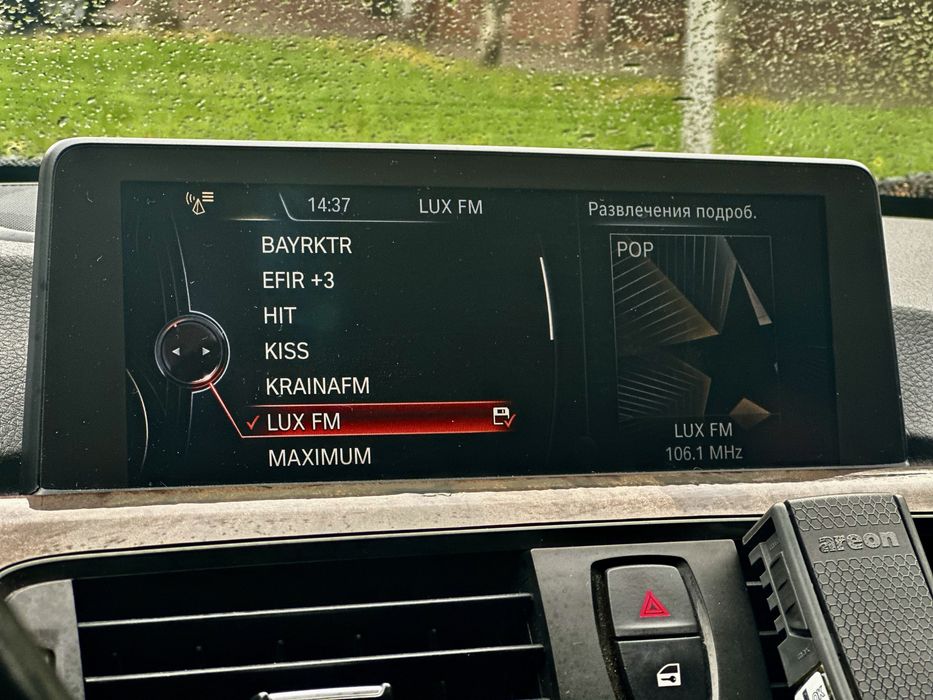 14:37 LUX FM
Развлечения подроб.
BAYRKTR
EFIR +3
HIT
KISS
KRAINAFM
LUX FM
MAXIMUM
POP
LUX FM
106.1 MHz
areon